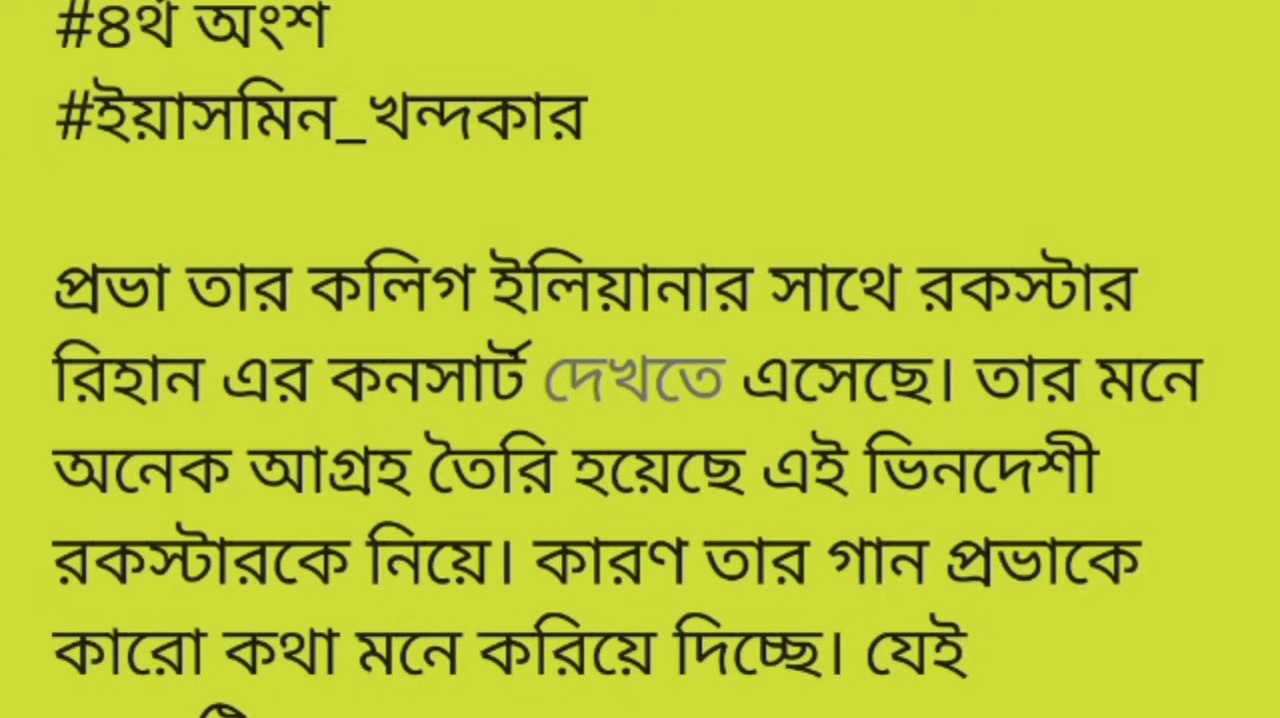 #৪র্থ অংশ
#ইয়াসমিন_খন্দকার
প্রভা তার কলিগ ইলিয়ানার সাথে রকস্টার
রিহান এর কনসার্ট দেখতে এসেছে। তার মনে
অনেক আগ্রহ তৈরি হয়েছে এই ভিনদেশী
রকস্টারকে নিয়ে। কারণ তার গান প্রভাকে
কারো কথা মনে করিয়ে দিচ্ছে। যেই